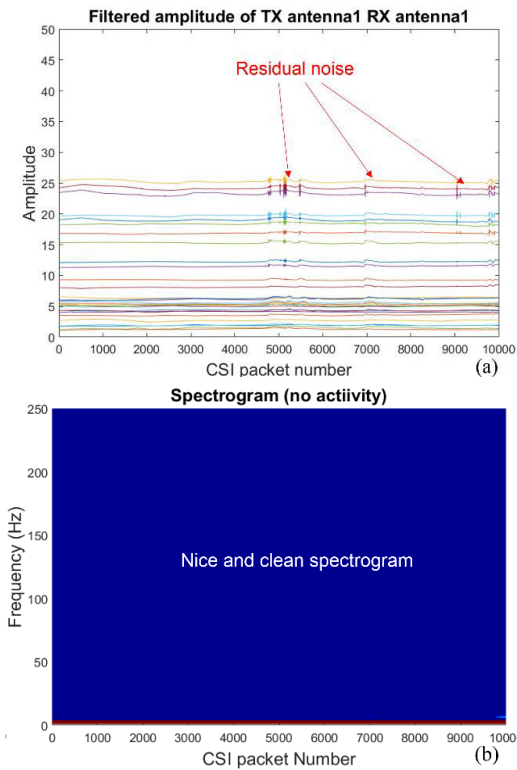 Filtered amplitude of TX antenna1 RX antenna1
50
45
40
35
30
25
20
15
10
5
0
Amplitude
Residual noise
0 1000 2000 3000 4000 5000 6000 7000 8000 9000 10000
CSI packet number
(a)
Spectrogram (no actiivity)
250
200
150
100
50
0
Frequency (Hz)
Nice and clean spectrogram
0 1000 2000 3000 4000 5000 6000 7000 8000 9000 1000
CSI packet Number
(b)